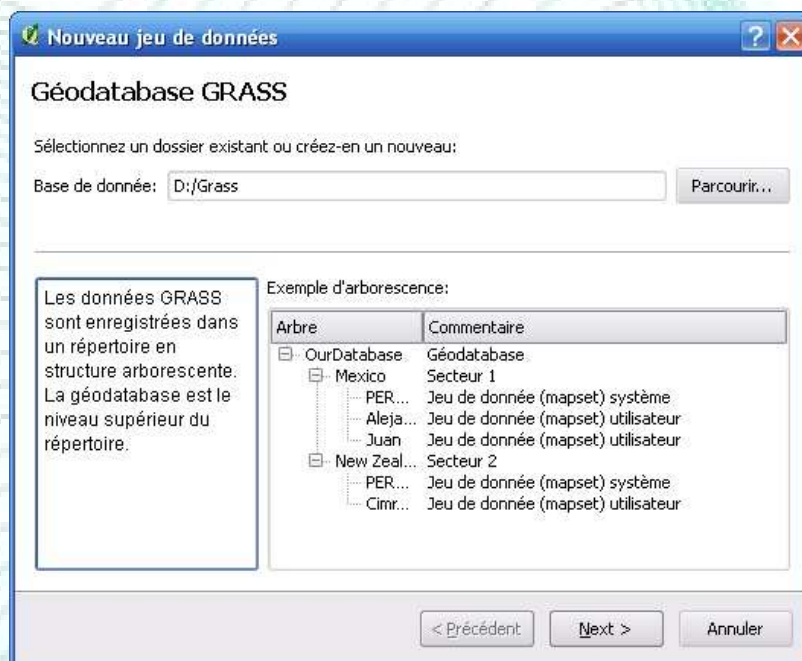 Nouveau jeu de données
Géodatabase GRASS
Sélectionnez un dossier existant ou créez-en un nouveau:
Base de donnée: D:/Grass Parcourir...
Les données GRASS
sont enregistrées dans
un répertoire en
structure arborescente.
La géodatabase est le
niveau supérieur du
répertoire.
Exemple d'arborescence:
Arbre Commentaire
OurDatabase Géodatabase
Mexico Secteur 1
PER... Jeu de donnée (mapset) système
Aleja... Jeu de donnée (mapset) utilisateur
Juan Jeu de donnée (mapset) utilisateur
New Zeal... Secteur 2
PER... Jeu de donnée (mapset) système
Cimr... Jeu de donnée (mapset) utilisateur
< Précédent Next > Annuler